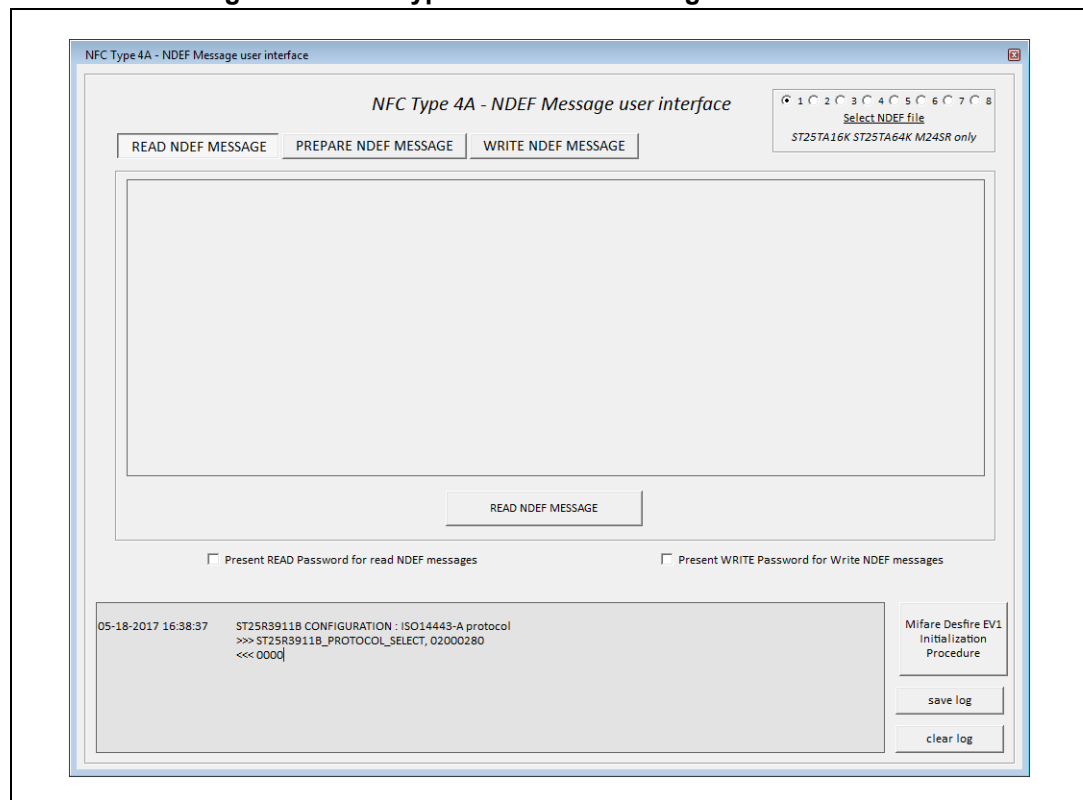 NFC Type 4A - NDEF Message user interface
NFC Type 4A - NDEF Message user interface
1 2 3 4 5 6 7 8
Select NDEF file
ST25TA16K ST25TA64K M24SR only
READ NDEF MESSAGE PREPARE NDEF MESSAGE WRITE NDEF MESSAGE
READ NDEF MESSAGE
Present READ Password for read NDEF messages Present WRITE Password for Write NDEF messages
05-18-2017 16:38:37 ST25R3911B CONFIGURATION : ISO14443-A protocol
>>> ST25R3911B_PROTOCOL_SELECT, 02000280
<<< 0000
Mifare Desfire EV1
Initialization
Procedure
save log
clear log